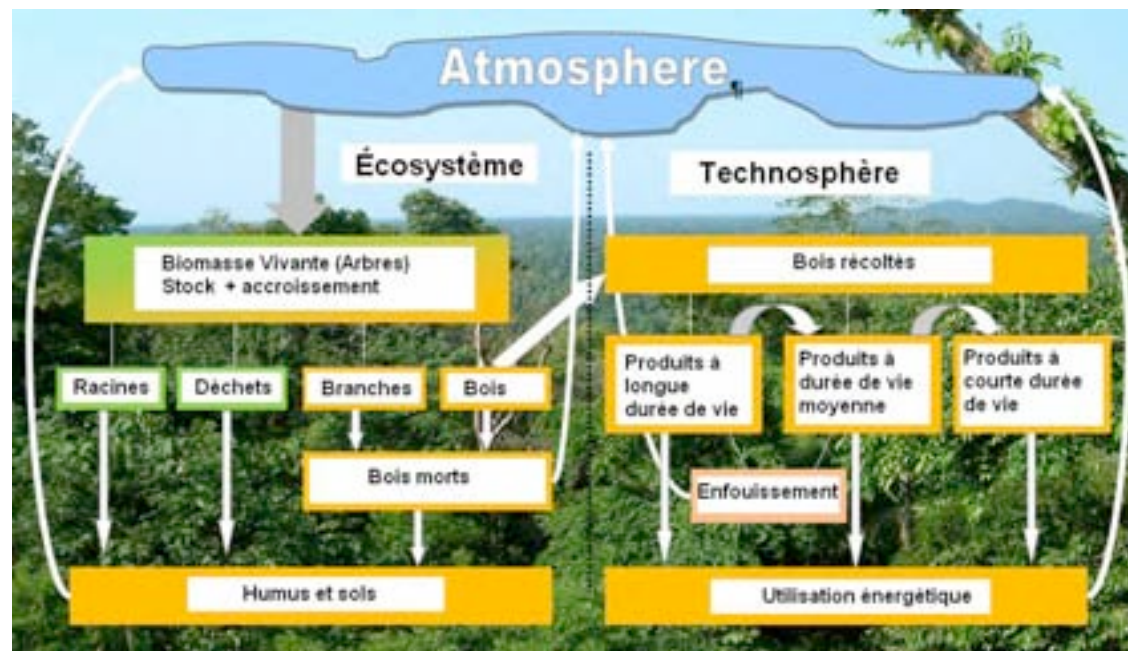 Atmosphere
Écosystème
Technosphère
Biomasse Vivante (Arbres)
Stock + accroissement
Bois récoltés
Racines
Déchets
Branches
Bois
Produits à
longue
durée de vie
Produits à
durée de vie
moyenne
Produits à
courte durée
de vie
Bois morts
Enfouissement
Humus et sols
Utilisation énergétique